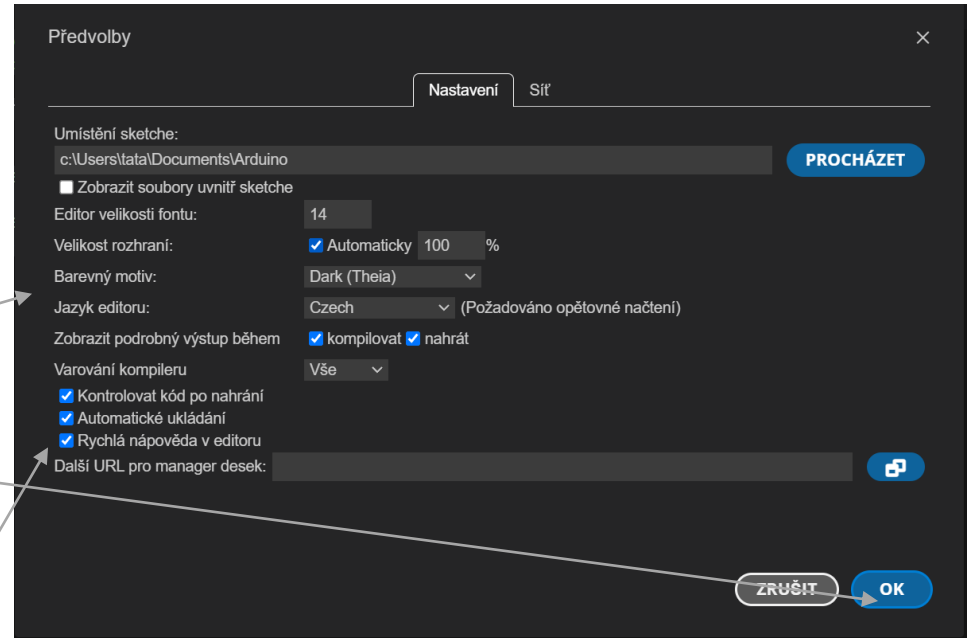 Předvolby
Nastavení Síť
Umístění sketche:
c:\Users\tata\Documents\Arduino PROCHÁZET
Zobrazit soubory uvnitř sketche
Editor velikosti fontu: 14
Velikost rozhraní: Automaticky 100 %
Barevný motiv: Dark (Theia)
Jazyk editoru: Czech (Požadováno opětovné načtení)
Zobrazit podrobný výstup během kompilovat nahrát
Varování kompileru Vše
Kontrolovat kód po nahrání
Automatické ukládání
Rychlá nápověda v editoru
Další URL pro manager desek:
ZRUŠIT OK